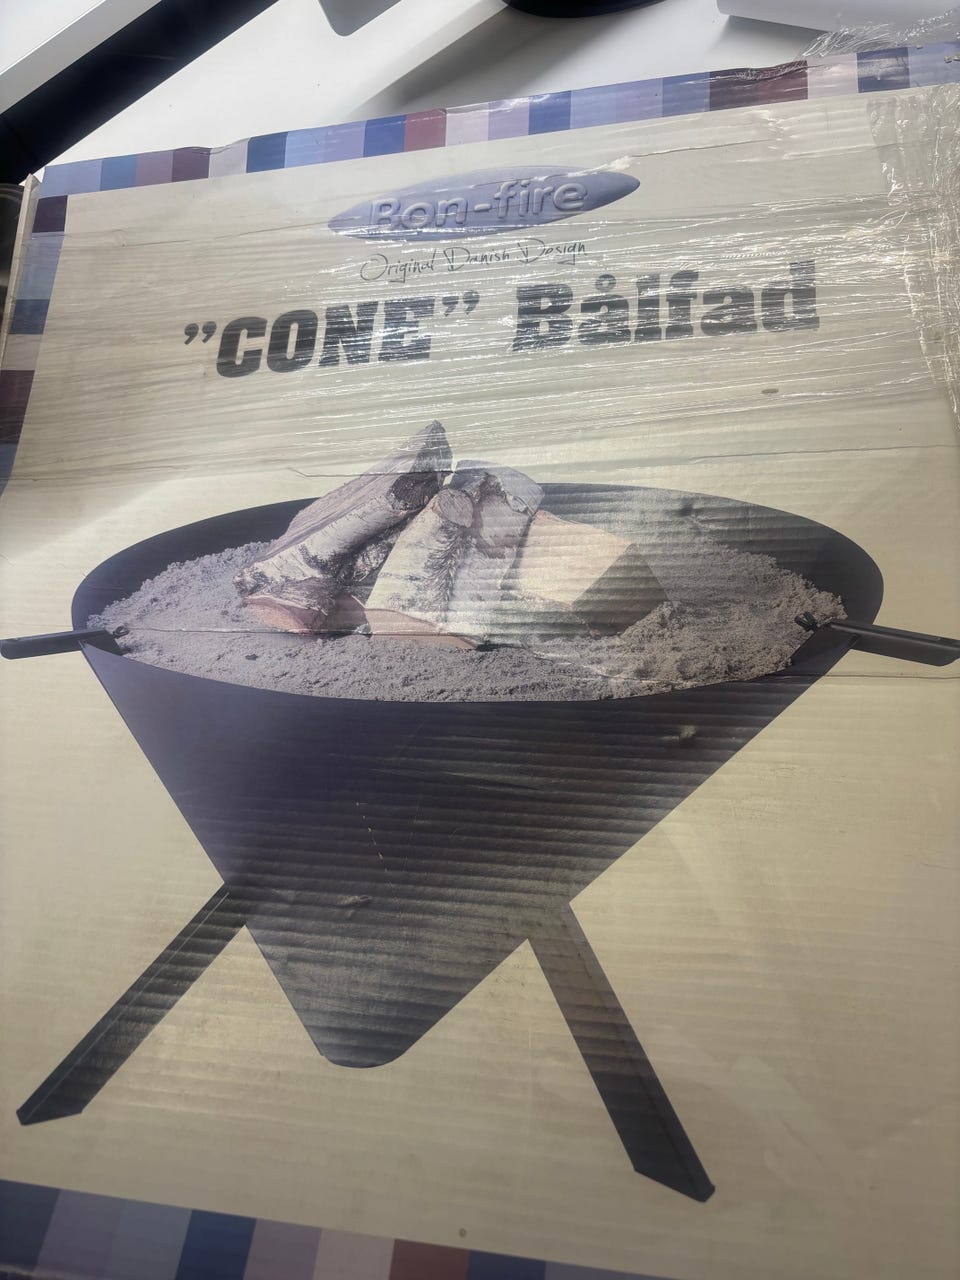 Bon-fire
Original Danish Design
"CONE" Bålfad